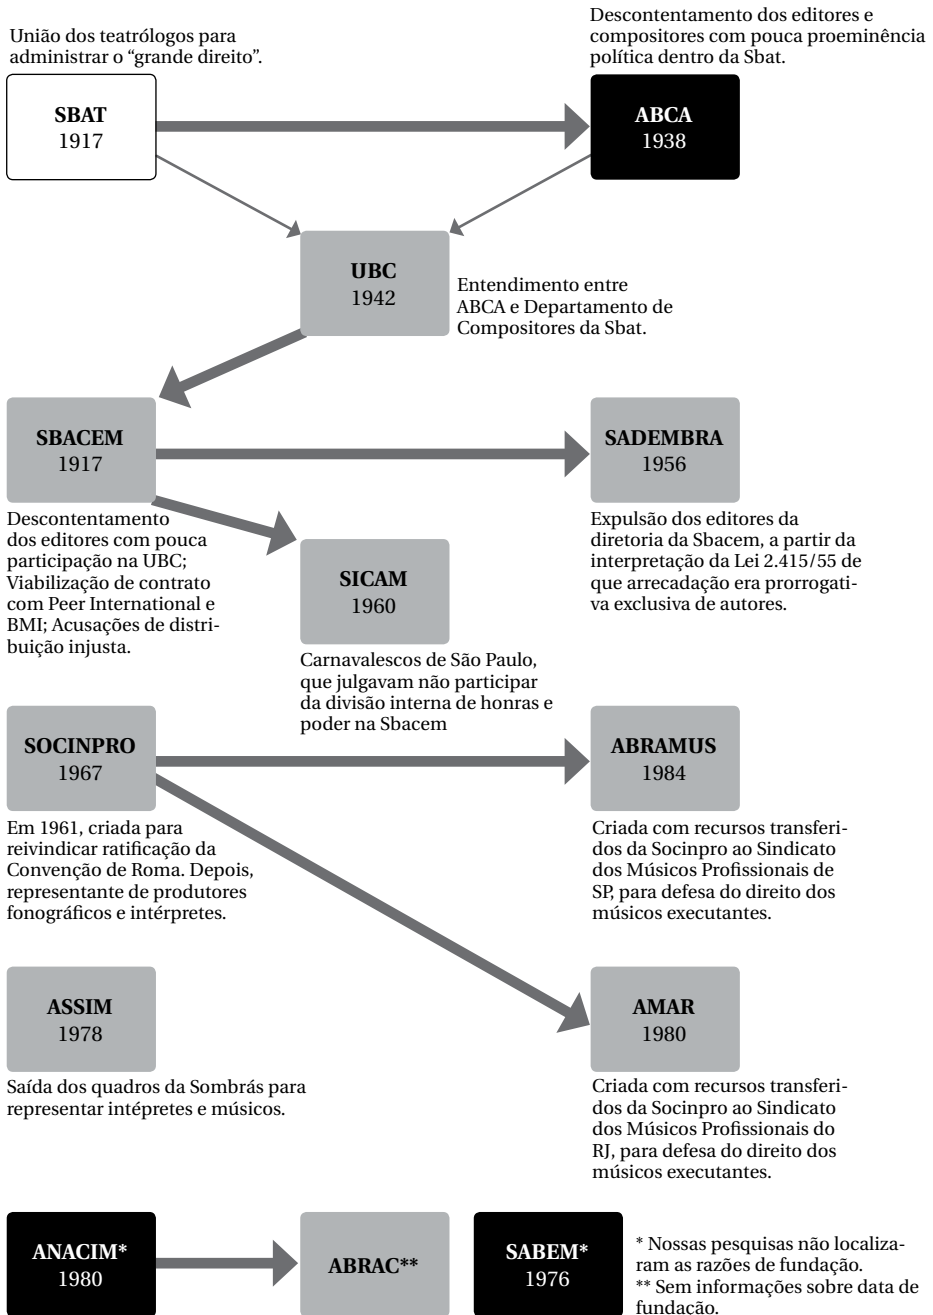 União dos teatrólogos para
administrar o “grande direito”.
Descontentamento dos editores e
compositores com pouca proeminência
política dentro da Sbat.
SBAT
1917
ABCA
1938
UBC
1942
Entendimento entre
ABCA e Departamento de
Compositores da Sbat.
SBACEM
1917
SADEMBRA
1956
Descontentamento
dos editores com pouca
participação na UBC;
Viabilização de contrato
com Peer International e
BMI; Acusações de distri-
buição injusta.
Expulsão dos editores da
diretoria da Sbacem, a partir da
interpretação da Lei 2.415/55 de
que arrecadação era prorrogati-
va exclusiva de autores.
SICAM
1960
Carnavalescos de São Paulo,
que julgavam não participar
da divisão interna de honras e
poder na Sbacem
SOCINPRO
1967
ABRAMUS
1984
Em 1961, criada para
reivindicar ratificação da
Convenção de Roma. Depois,
representante de produtores
fonográficos e intérpretes.
Criada com recursos transferi-
dos da Socinpro ao Sindicato
dos Músicos Profissionais de
SP, para defesa do direito dos
músicos executantes.
ASSIM
1978
AMAR
1980
Saída dos quadros da Sombrás para
representar intépretes e músicos.
Criada com recursos transferi-
dos da Socinpro ao Sindicato
dos Músicos Profissionais do
RJ, para defesa do direito dos
músicos executantes.
ANACIM*
1980
ABRAC**
SABEM*
1976
* Nossas pesquisas não localiza-
ram as razões de fundação.
** Sem informações sobre data de
fundação.